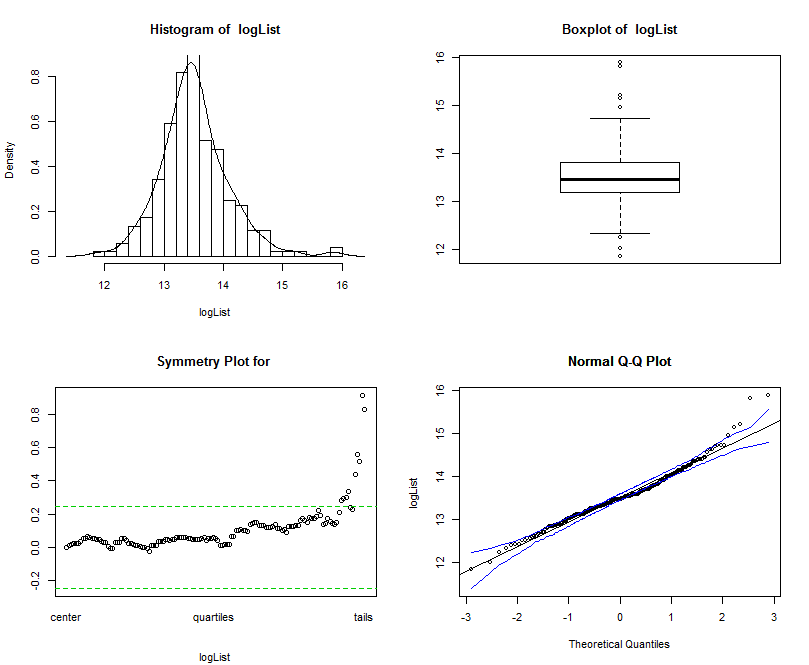 Histogram of  logList
Density
0.0 0.2 0.4 0.6 0.8
12 13 14 15 16
logList
Boxplot of  logList
12 13 14 15 16
Symmetry Plot for
-0.2 0.0 0.2 0.4 0.6 0.8
center quartiles tails
logList
Normal Q-Q Plot
logList
12 13 14 15 16
-3 -2 -1 0 1 2 3
Theoretical Quantiles